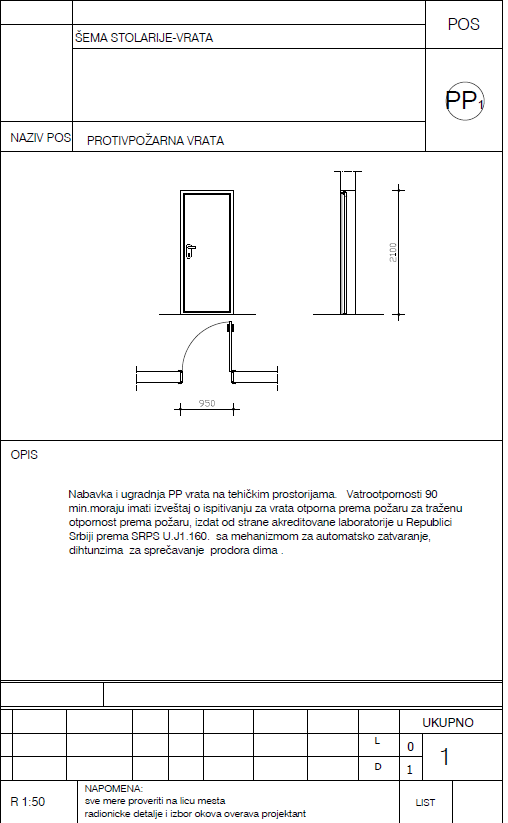 ŠEMA STOLARIJE-VRATA
POS
PP1
NAZIV POS
PROTIVPOŽARNA VRATA
2100
950
OPIS
Nabavka i ugradnja PP vrata na tehičkim prostorijama. Vatrootpornosti 90
min.moraju imati izveštaj o ispitivanju za vrata otporna prema požaru za traženu
otpornost prema požaru, izdat od strane akreditovane laboratorije u Republici
Srbiji prema SRPS U.J1.160. sa mehanizmom za automatsko zatvaranje,
dihtunzima za sprečavanje prodora dima .
UKUPNO
L
0
1
D
1
R 1:50
NAPOMENA:
sve mere proveriti na licu mesta
radionicke detalje i izbor okova overava projektant
LIST